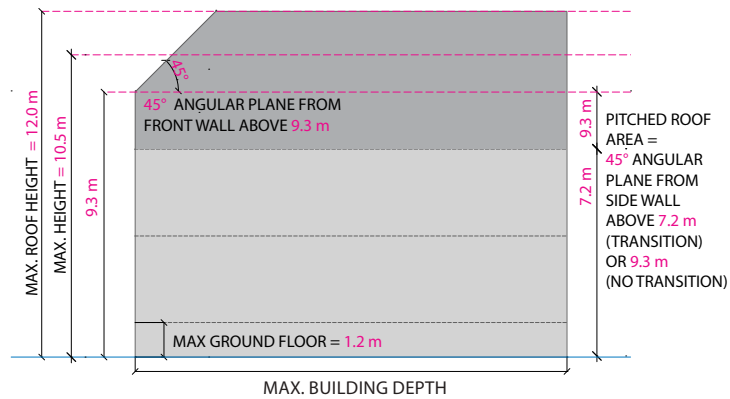 MAX. ROOF HEIGHT = 12.0 m
MAX. HEIGHT = 10.5 m
9.3 m
45°
45° ANGULAR PLANE FROM
FRONT WALL ABOVE 9.3 m
9.3 m
7.2 m
PITCHED ROOF
AREA =
45° ANGULAR
PLANE FROM
SIDE WALL
ABOVE 7.2 m
(TRANSITION)
OR 9.3 m
(NO TRANSITION)
MAX GROUND FLOOR = 1.2 m
MAX. BUILDING DEPTH